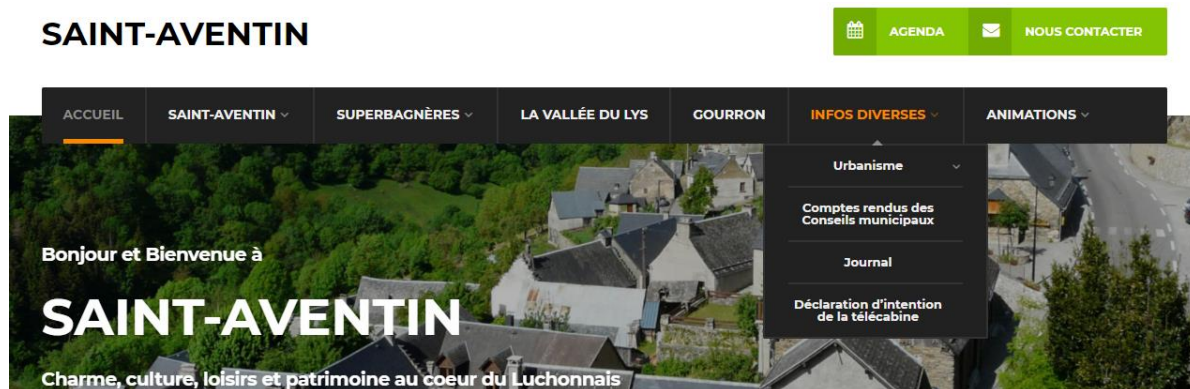 SAINT-AVENTIN
AGENDA
NOUS CONTACTER
ACCUEIL
SAINT-AVENTIN
SUPERBAGNÈRES
LA VALLÉE DU LYS
GOURRON
INFOS DIVERSES
ANIMATIONS
Urbanisme
Comptes rendus des
Conseils municipaux
Journal
Déclaration d'intention
de la télécabine
Bonjour et Bienvenue à
SAINT-AVENTIN
Charme, culture, loisirs et patrimoine au coeur du Luchonnais